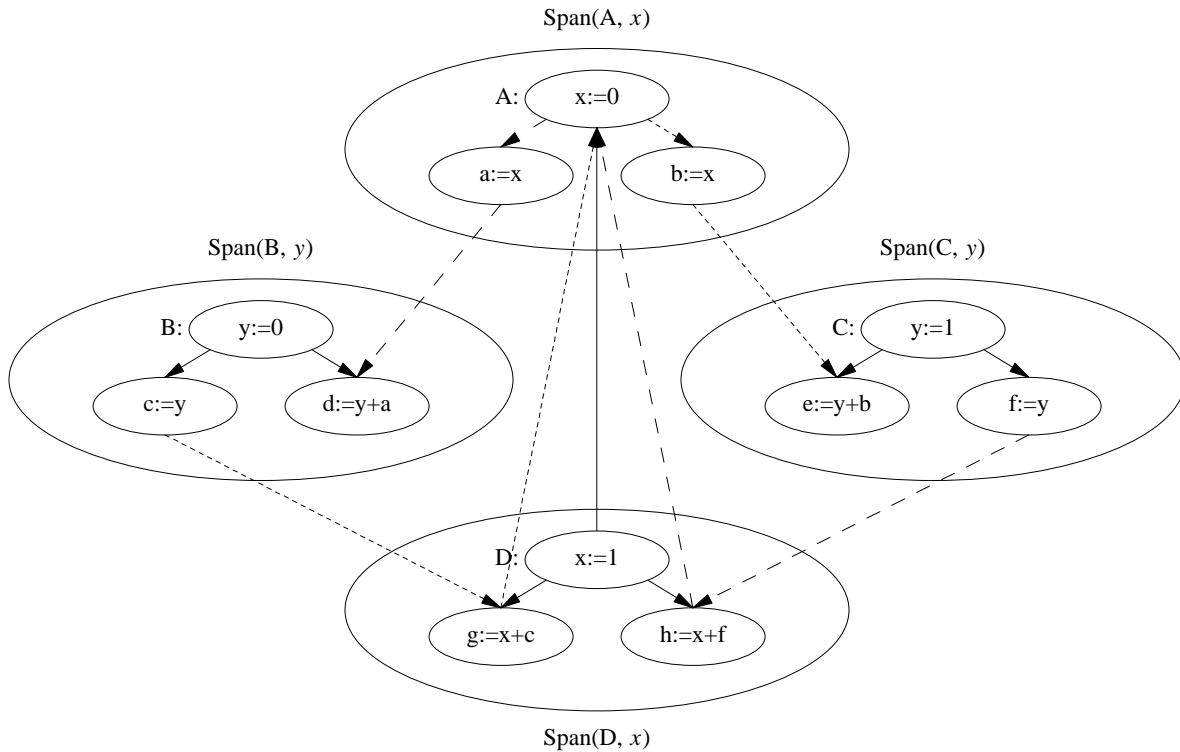 Span(A, x)
A: x:=0
a:=x b:=x
Span(B, y) Span(C, y)
B: y:=0 C: y:=1
c:=y d:=y+a e:=y+b f:=y
D: x:=1
g:=x+c h:=x+f
Span(D, x)